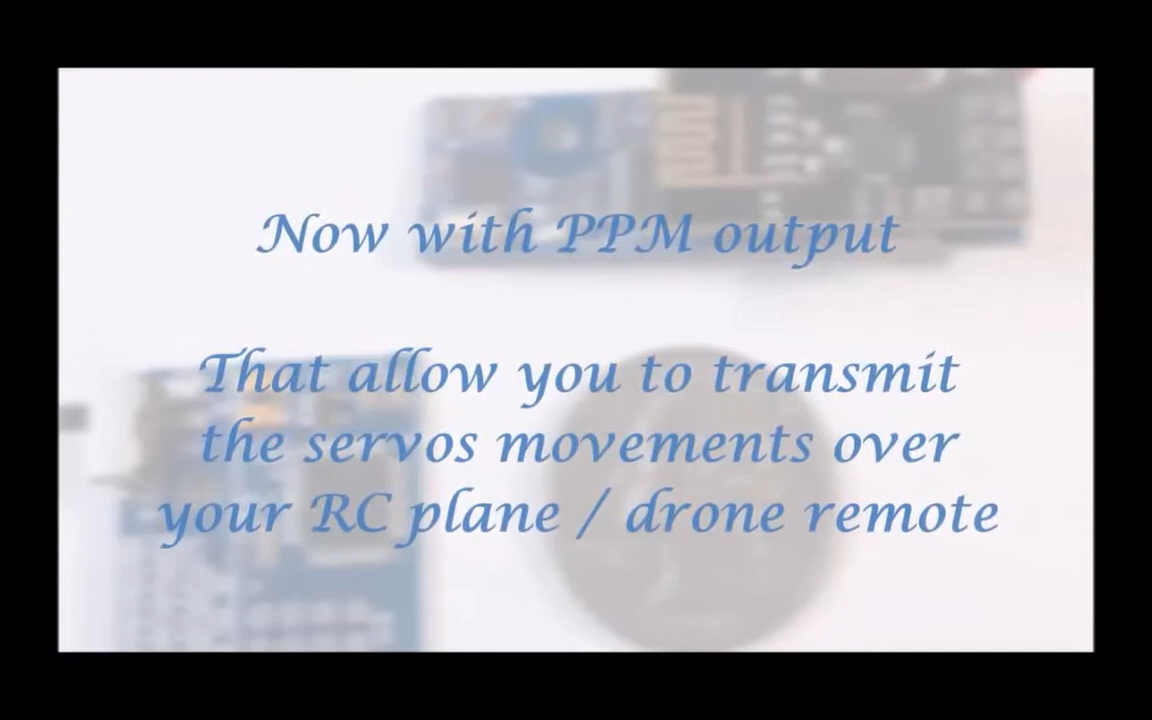 Now with PPM output
That allow you to transmit
the servos movements over
your RC plane / drone remote